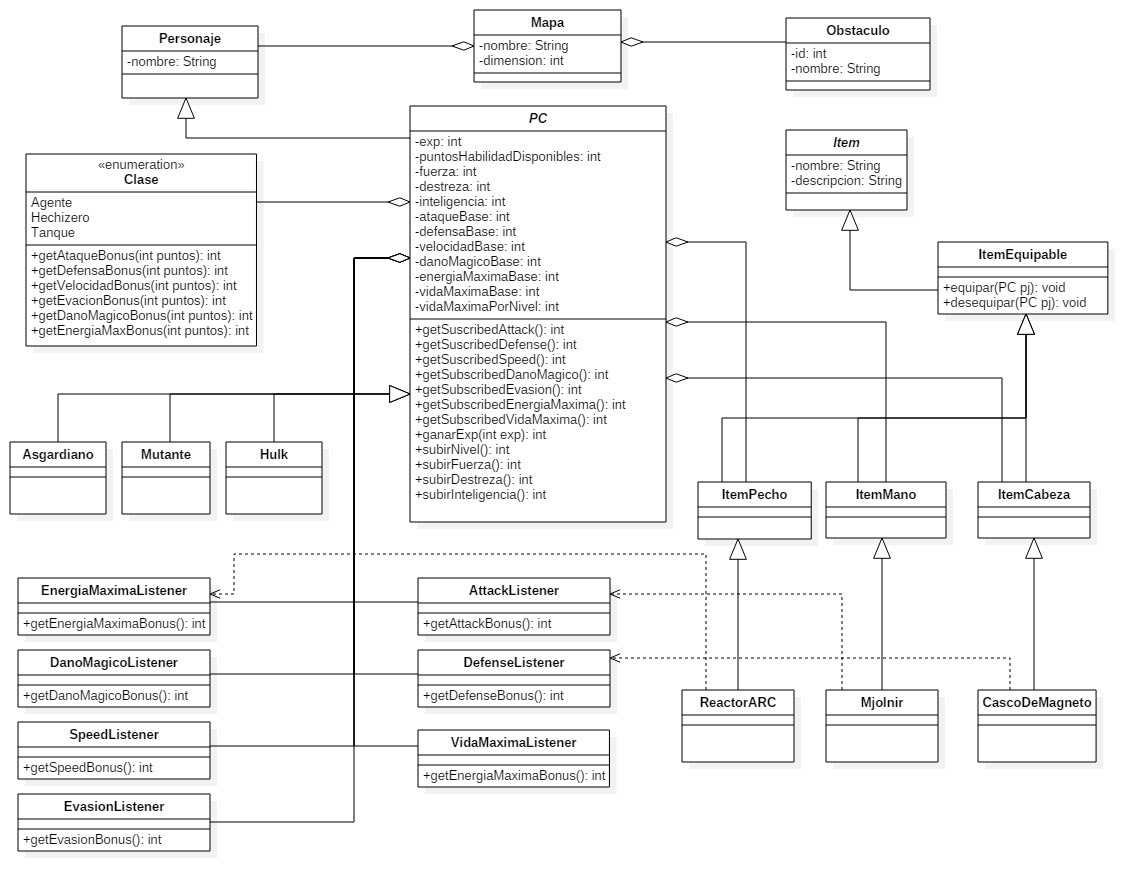 Personaje
-nombre: String
Mapa
-nombre: String
-dimension: int
Obstaculo
-id: int
-nombre: String
PC
-exp: int
-puntosHabilidadDisponibles: int
-fuerza: int
-destreza: int
-inteligencia: int
-ataqueBase: int
-defensaBase: int
-velocidadBase: int
-danoMagicoBase: int
-energiaMaximaBase: int
-vidaMaximaBase: int
-vidaMaximaPorNivel: int
+getSuscribedAttack(): int
+getSuscribedDefense(): int
+getSuscribedSpeed(): int
+getSubscribedDanoMagico(): int
+getSubscribedEvasion(): int
+getSubscribedEnergiaMaxima(): int
+getSubscribedVidaMaxima(): int
+ganarExp(int exp): int
+subirNivel(): int
+subirFuerza(): int
+subirDestreza(): int
+subirInteligencia(): int
«enumeration»
Clase
Agente
Hechizero
Tanque
+getAtaqueBonus(int puntos): int
+getDefensaBonus(int puntos): int
+getVelocidadBonus(int puntos): int
+getEvacionBonus(int puntos): int
+getDanoMagicoBonus(int puntos): int
+getEnergiaMaxBonus(int puntos): int
Item
-nombre: String
-descripcion: String
ItemEquipable
+equipar(PC pj): void
+desequipar(PC pj): void
Asgardiano
Mutante
Hulk
ItemPecho
ItemMano
ItemCabeza
EnergiaMaximaListener
+getEnergiaMaximaBonus(): int
AttackListener
+getAttackBonus(): int
DanoMagicoListener
+getDanoMagicoBonus(): int
DefenseListener
+getDefenseBonus(): int
SpeedListener
+getSpeedBonus(): int
VidaMaximaListener
+getEnergiaMaximaBonus(): int
EvasionListener
+getEvasionBonus(): int
ReactorARC
Mjolnir
CascoDeMagneto